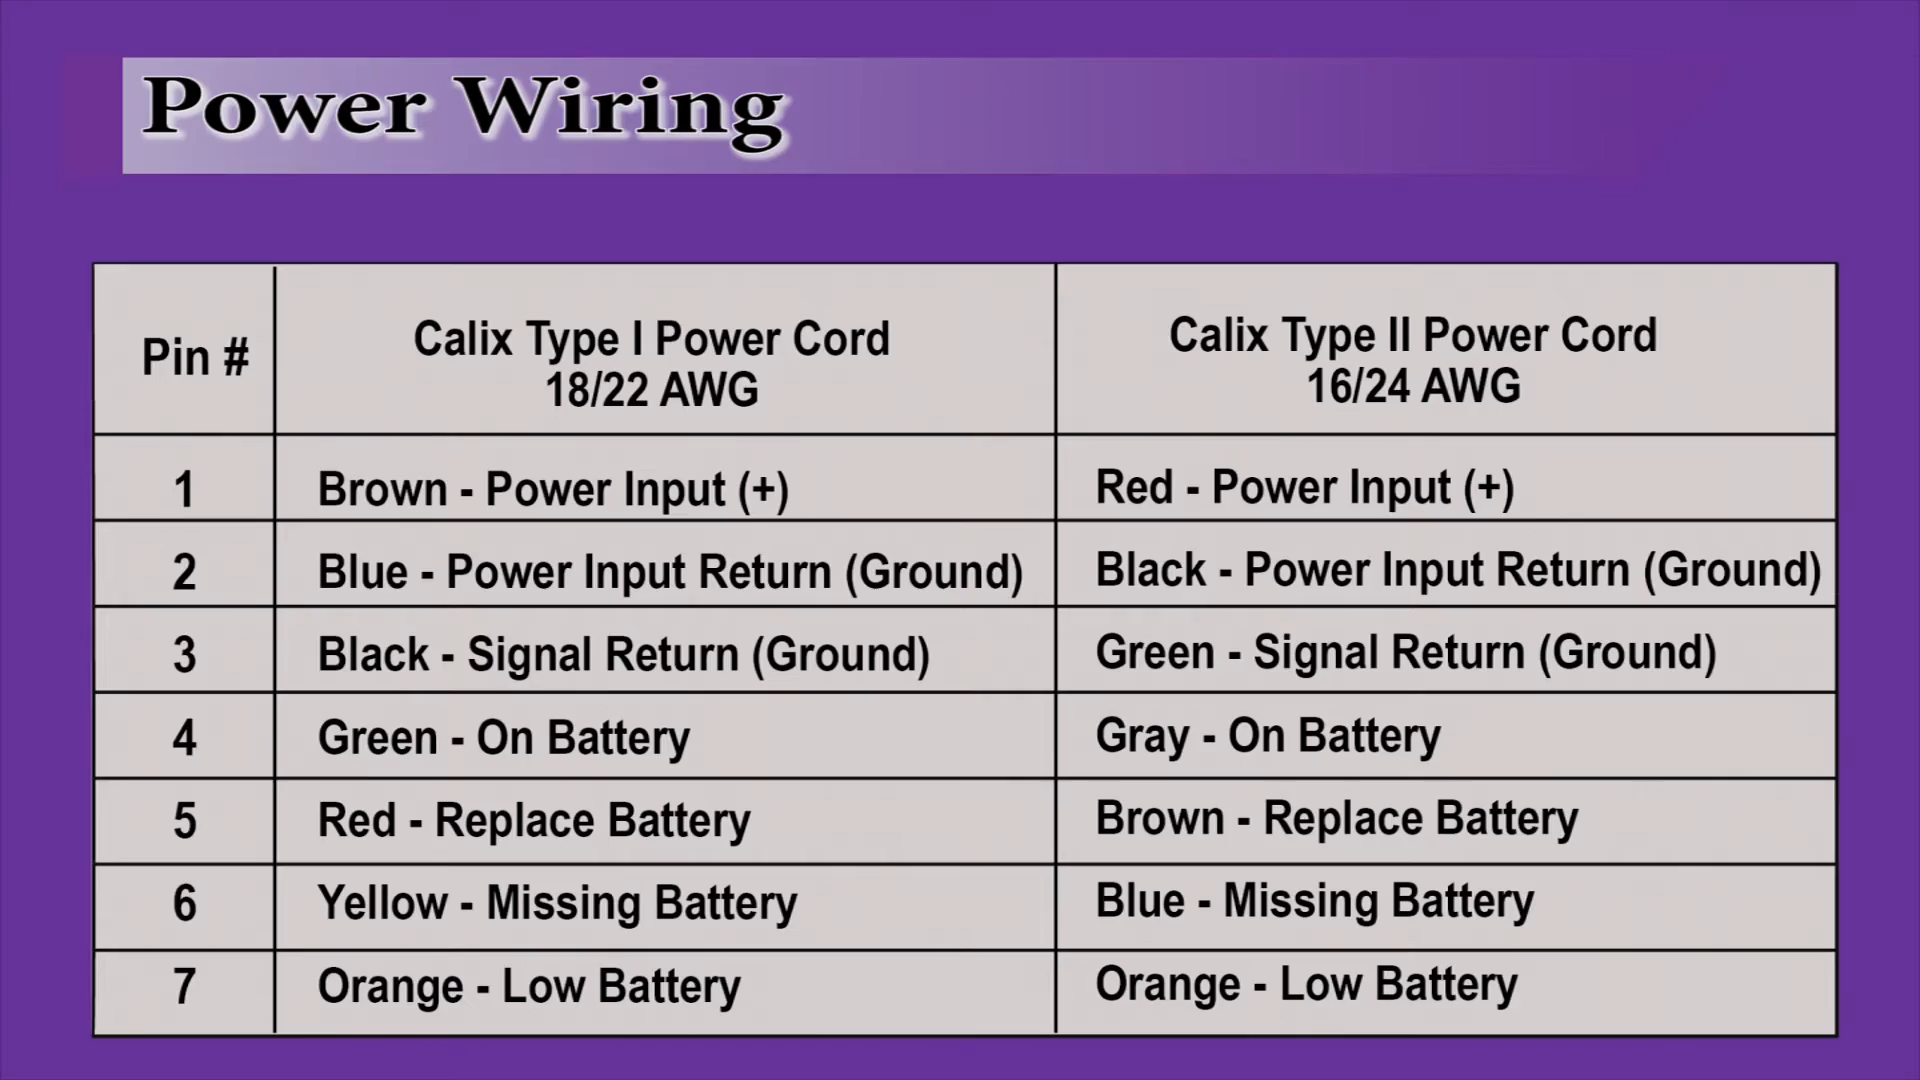 Power Wiring
Pin #
Calix Type I Power Cord
18/22 AWG
Calix Type II Power Cord
16/24 AWG
1
Brown - Power Input (+)
Red - Power Input (+)
2
Blue - Power Input Return (Ground)
Black - Power Input Return (Ground)
3
Black - Signal Return (Ground)
Green - Signal Return (Ground)
4
Green - On Battery
Gray - On Battery
5
Red - Replace Battery
Brown - Replace Battery
6
Yellow - Missing Battery
Blue - Missing Battery
7
Orange - Low Battery
Orange - Low Battery